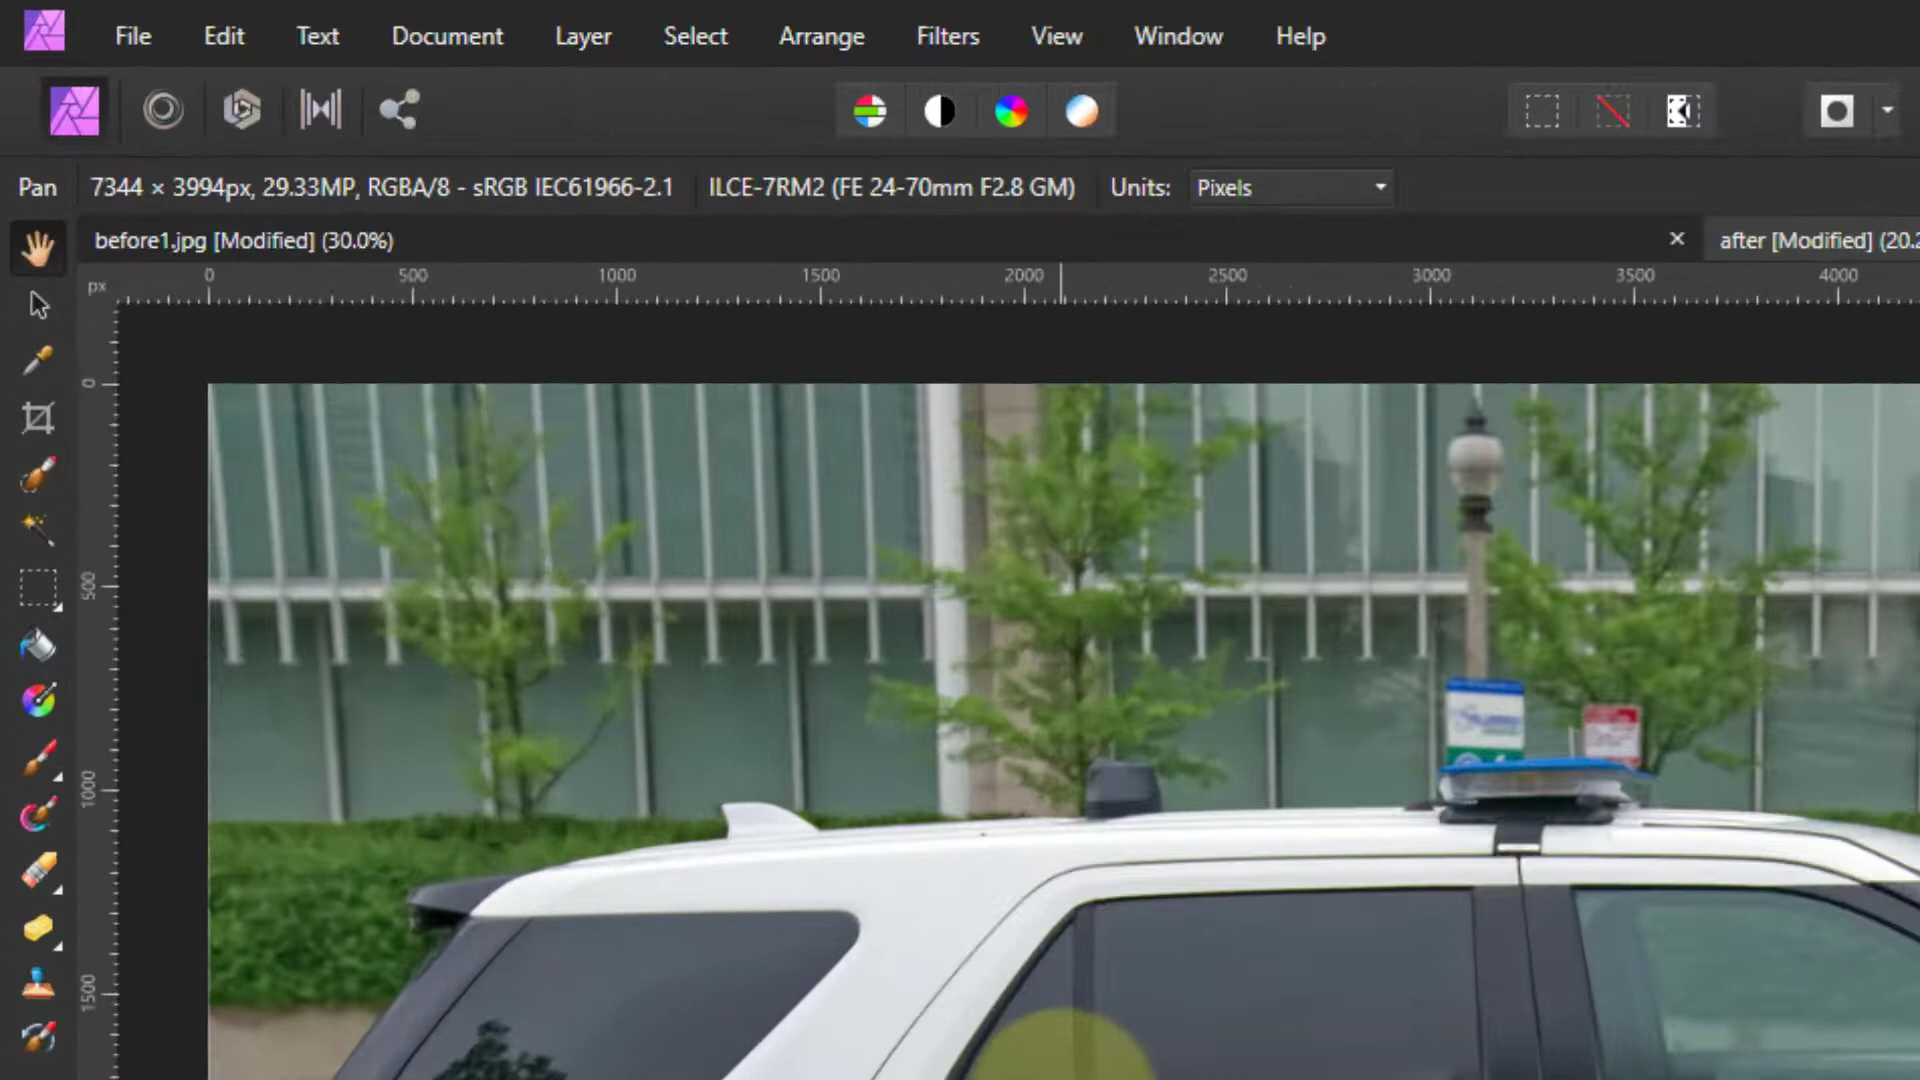 File Edit Text Document Layer Select Arrange Filters View Window Help
Pan 7344 × 3994px, 29.33MP, RGBA/8 - sRGB IEC61966-2.1 ILCE-7RM2 (FE 24-70mm F2.8 GM) Units: Pixels
before1.jpg [Modified] (30.0%) × after [Modified] (20.2
px 0 500 1000 1500 2000 2500 3000 3500 4000
0
500
1000
1500